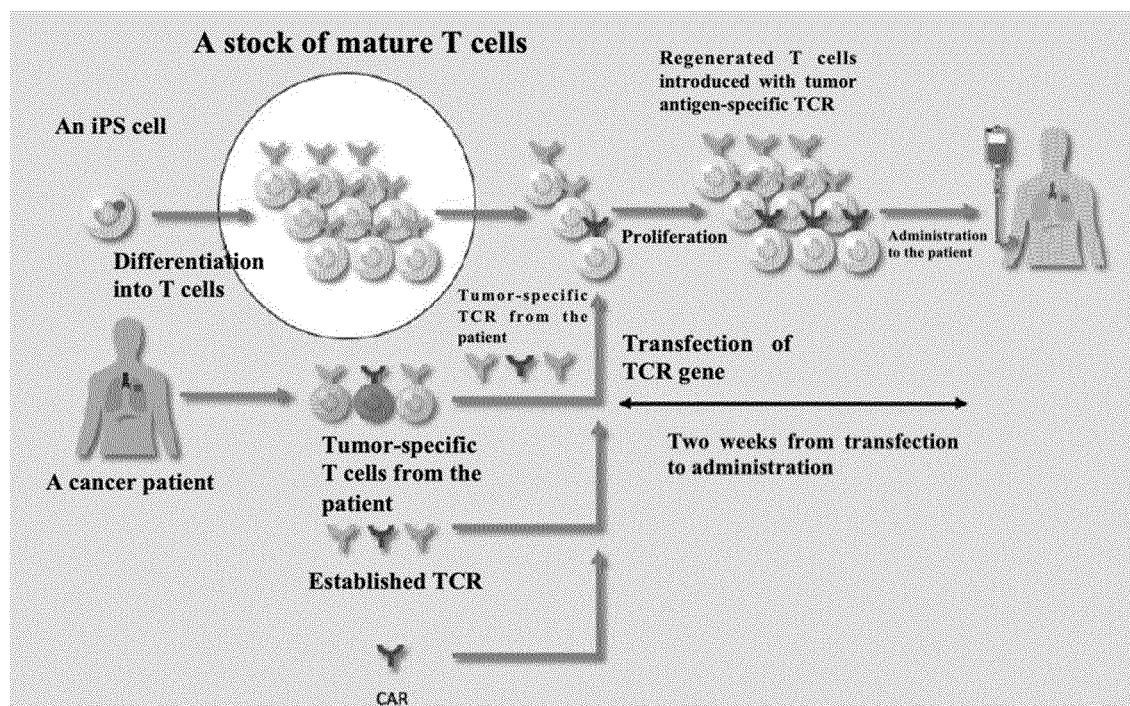 A stock of mature T cells
Regenerated T cells
introduced with tumor
antigen-specific TCR
An iPS cell
Differentiation
into T cells
Proliferation
Administration
to the patient
Tumor-specific
TCR from the
patient
Transfection of
TCR gene
Two weeks from transfection
to administration
A cancer patient
Tumor-specific
T cells from the
patient
Established TCR
CAR